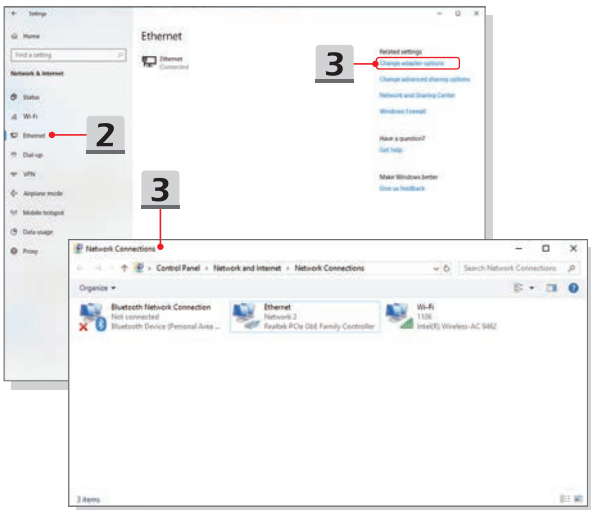 Settings
Home
Find a setting
Network & Internet
Status
Wi-Fi
Ethernet
Dial-up
VPN
Airplane mode
Mobile hotspot
Data usage
Proxy
2
Ethernet
Ethernet
Connected
3
Related settings
Change adapter options
Change advanced sharing options
Network and Sharing Center
Windows Firewall
Have a question?
Get help
Make Windows better
Give us feedback
3
Network Connections
Control Panel › Network and Internet › Network Connections
Search Network Connections
Organize
Bluetooth Network Connection
Not connected
Bluetooth Device (Personal Area ...
Ethernet
Network 2
Realtek PCIe GbE Family Controller
Wi-Fi
1106
Intel(R) Wireless-AC 9462
3 items